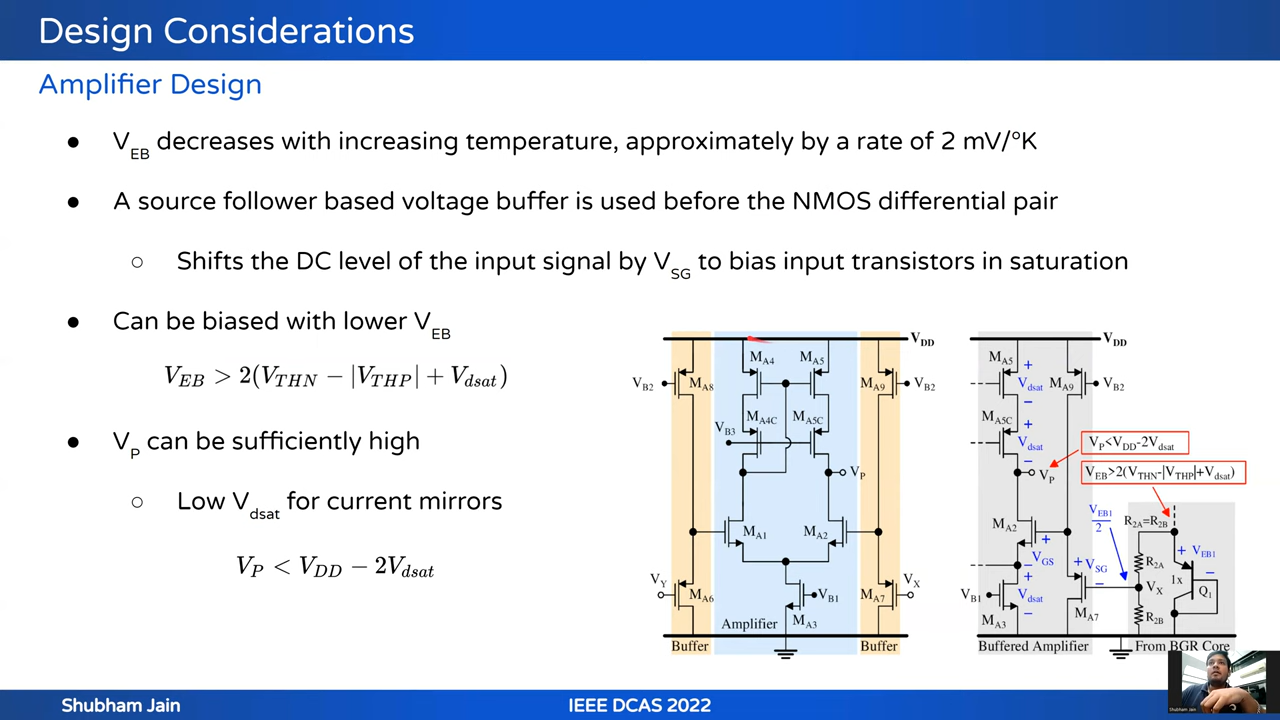 Design Considerations
Amplifier Design
● V_EB decreases with increasing temperature, approximately by a rate of 2 mV/°K
● A source follower based voltage buffer is used before the NMOS differential pair
○ Shifts the DC level of the input signal by V_SG to bias input transistors in saturation
● Can be biased with lower V_EB
V_EB > 2(V_THN − |V_THP| + V_dsat)
● V_P can be sufficiently high
○ Low V_dsat for current mirrors
V_P < V_DD − 2V_dsat
V_DD
M_A4 M_A5
V_B2 M_A8 M_A9 V_B2
M_A4C M_A5C
V_B3
V_P
M_A1 M_A2
V_Y V_X
M_A6 V_B1 M_A7
Amplifier M_A3
Buffer Buffer
V_DD
M_A5 +
V_dsat M_A9 V_B2
−
M_A5C +
V_dsat
−
V_P
V_P<V_DD-2V_dsat
V_EB>2(V_THN-|V_THP|+V_dsat)
V_EB1
2
R_2A=R_2B
M_A2 +
V_GS
−
+ V_EB1
−
R_2A
1x
Q_1
+ V_SG
−
V_X
+
V_B1 V_dsat
−
M_A3
M_A7
R_2B
Buffered Amplifier From BGR Core
Shubham Jain
Shubham Jain IEEE DCAS 2022